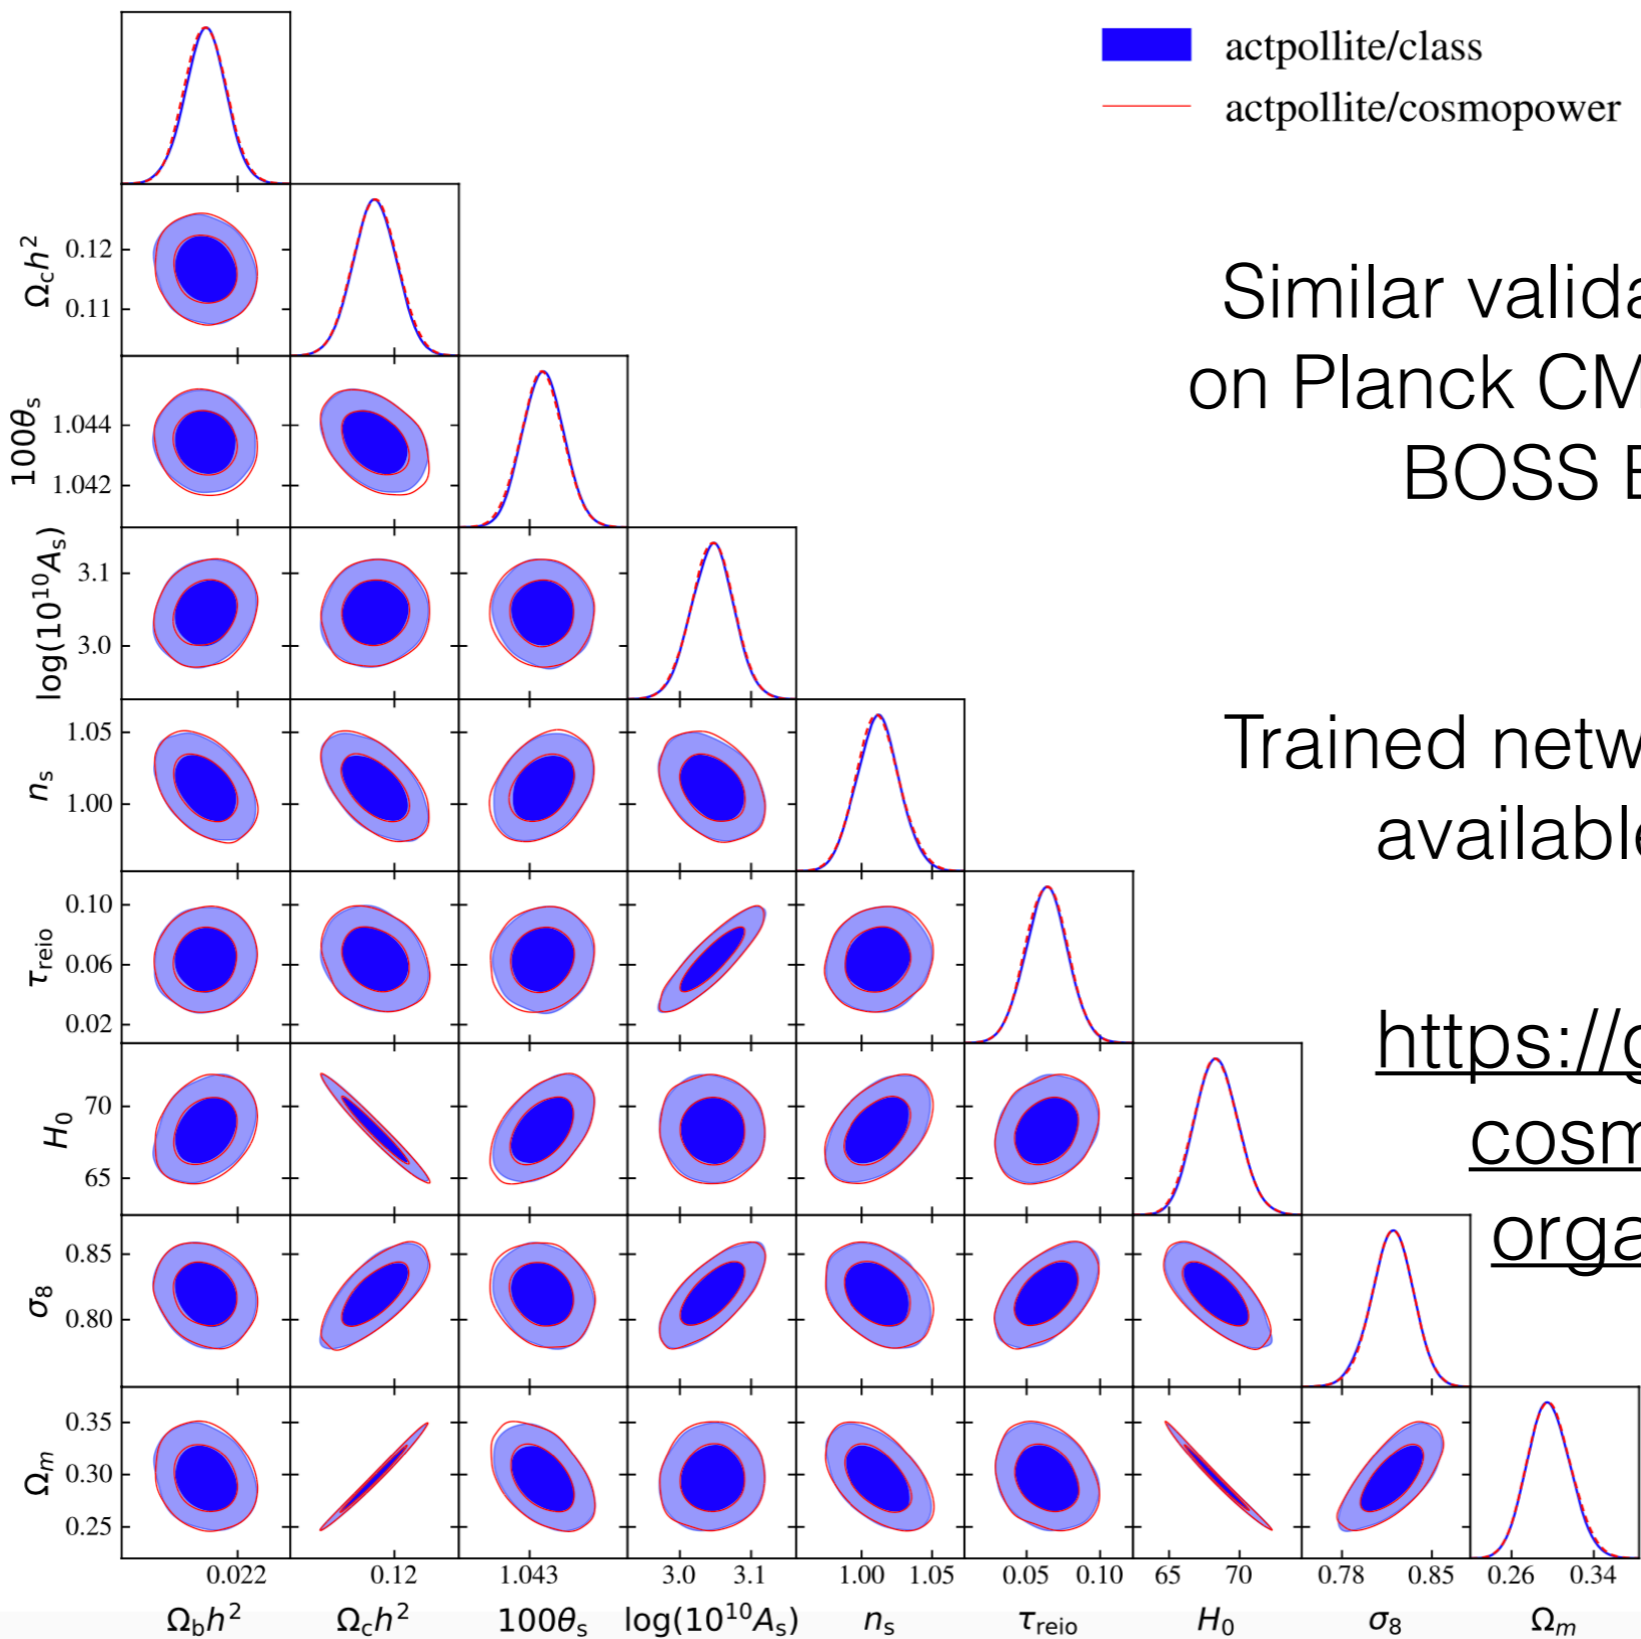 actpollite/class
actpollite/cosmopower
Similar valida
on Planck CM
BOSS
Trained netw
available
https://g
cosm
orga
Ωch²
0.12
0.11
100θs
1.044
1.042
log(10¹⁰As)
3.1
3.0
ns
1.05
1.00
τreio
0.10
0.06
0.02
H0
70
65
σ8
0.85
0.80
Ωm
0.35
0.30
0.25
0.022 0.12 1.043 3.0 3.1 1.00 1.05 0.05 0.10 65 70 0.78 0.85 0.26 0.34
Ωbh² Ωch² 100θs log(10¹⁰As) ns τreio H0 σ8 Ωm